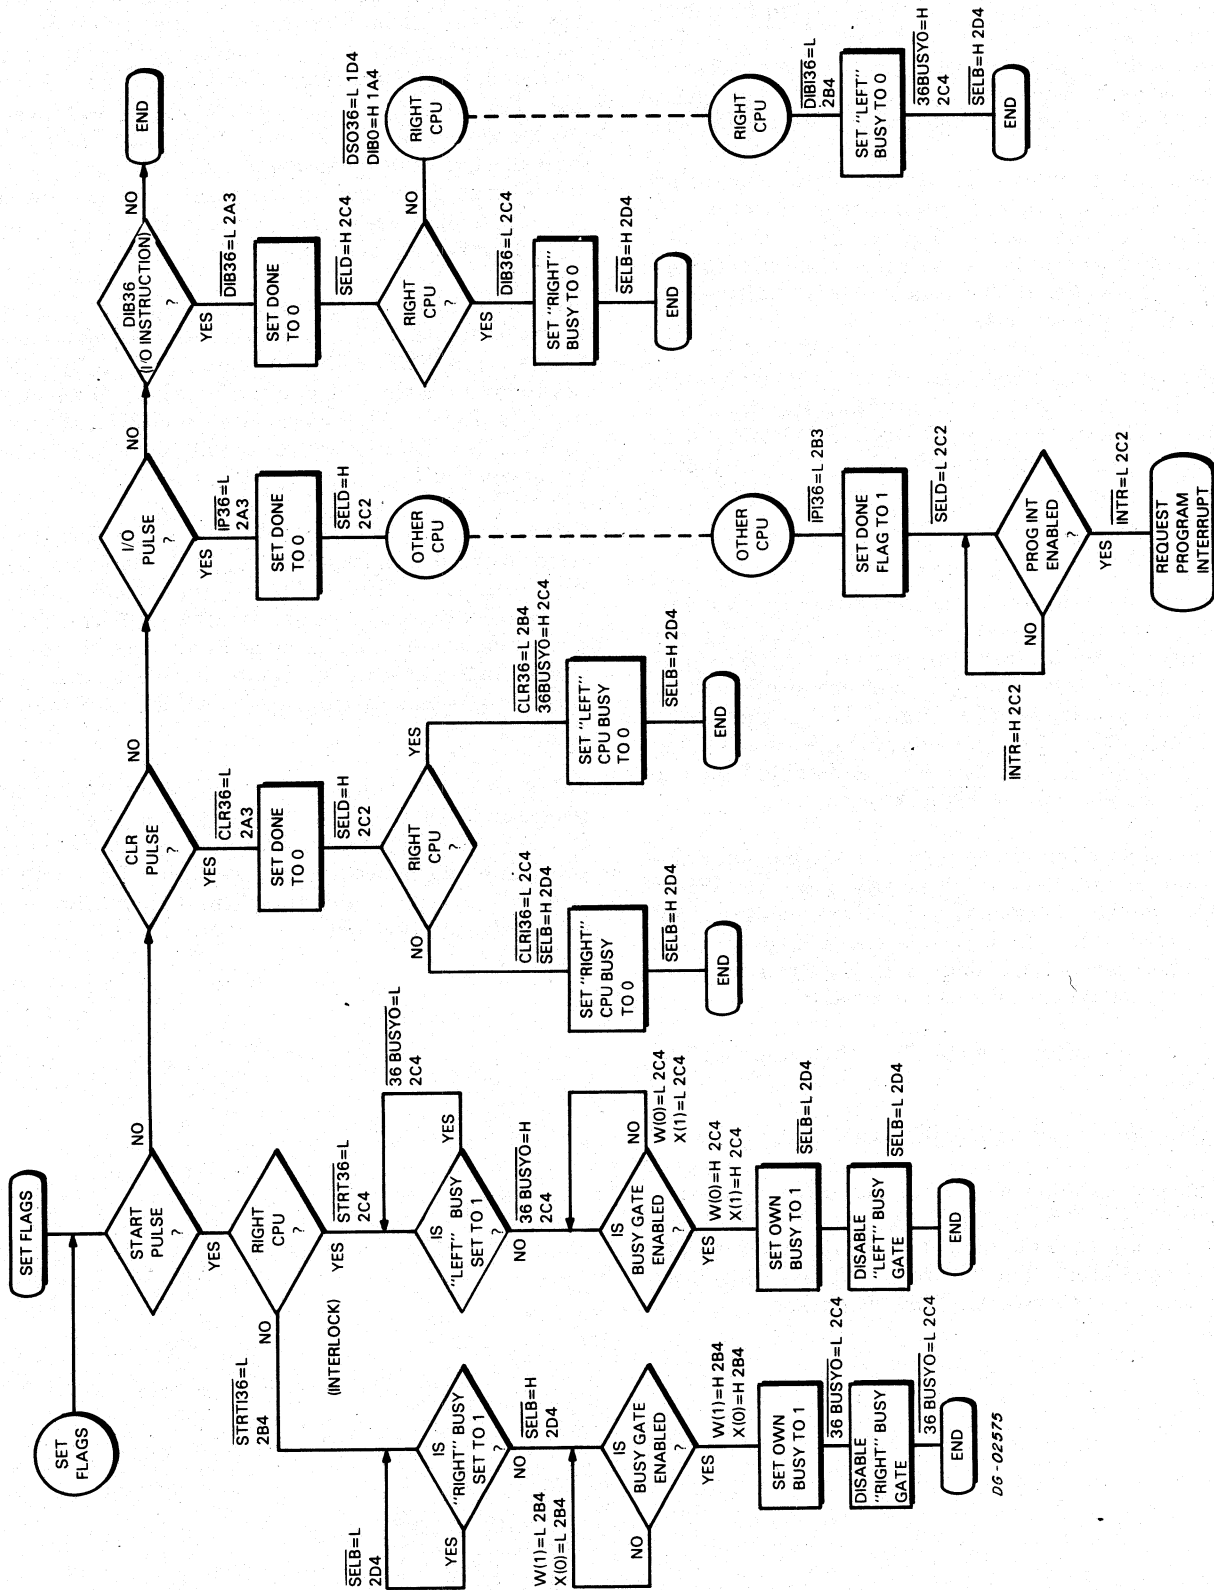 SET
FLAGS
SET FLAGS
START
PULSE
?
NO
YES
RIGHT
CPU
?
NO
YES
STRTI36=L
2B4
(INTERLOCK)
STRT36=L
2C4
IS
"RIGHT" BUSY
SET TO 1
?
YES
SELB=L
2D4
NO
SELB=H
2D4
IS
BUSY GATE
ENABLED
?
NO
W(1)=L 2B4
X(0)=L 2B4
YES
W(1)=H 2B4
X(0)=H 2B4
SET OWN
BUSY TO 1
36 BUSYO=L 2C4
DISABLE
"RIGHT" BUSY
GATE
36 BUSYO=L 2C4
END
IS
"LEFT" BUSY
SET TO 1
?
YES
36 BUSYO=L
2C4
NO
36 BUSYO=H
2C4
IS
BUSY GATE
ENABLED
?
NO
W(0)=L 2C4
X(1)=L 2C4
YES
W(0)=H 2C4
X(1)=H 2C4
SET OWN
BUSY TO 1
SELB=L 2D4
DISABLE
"LEFT" BUSY
GATE
SELB=L 2D4
END
CLR
PULSE
?
NO
YES
CLR36=L
2A3
SET DONE
TO 0
SELD=H
2C2
RIGHT
CPU
?
NO
YES
CLRI36=L 2C4
SELB=H 2D4
SET "RIGHT"
CPU BUSY
TO 0
SELB=H 2D4
END
CLR36=L 2B4
36BUSYO=H 2C4
SET "LEFT"
CPU BUSY
TO 0
SELB=H 2D4
END
I/O
PULSE
?
NO
YES
IP36=L
2A3
SET DONE
TO 0
SELD=H
2C2
OTHER
CPU
OTHER
CPU
IPI36=L 2B3
SET DONE
FLAG TO 1
SELD=L 2C2
PROG INT
ENABLED
?
NO
INTR=H 2C2
YES
INTR=L 2C2
REQUEST
PROGRAM
INTERRUPT
DIB36
(I/O INSTRUCTION)
?
NO
END
YES
DIB36=L 2A3
SET DONE
TO 0
SELD=H 2C4
RIGHT
CPU
?
NO
DSO36=L 1D4
DIBO=H 1A4
RIGHT
CPU
YES
DIB36=L 2C4
SET "RIGHT"
BUSY TO 0
SELB=H 2D4
END
RIGHT
CPU
DIBI36=L
2B4
SET "LEFT"
BUSY TO 0
36BUSYO=H
2C4
SELB=H 2D4
END
DG-02575